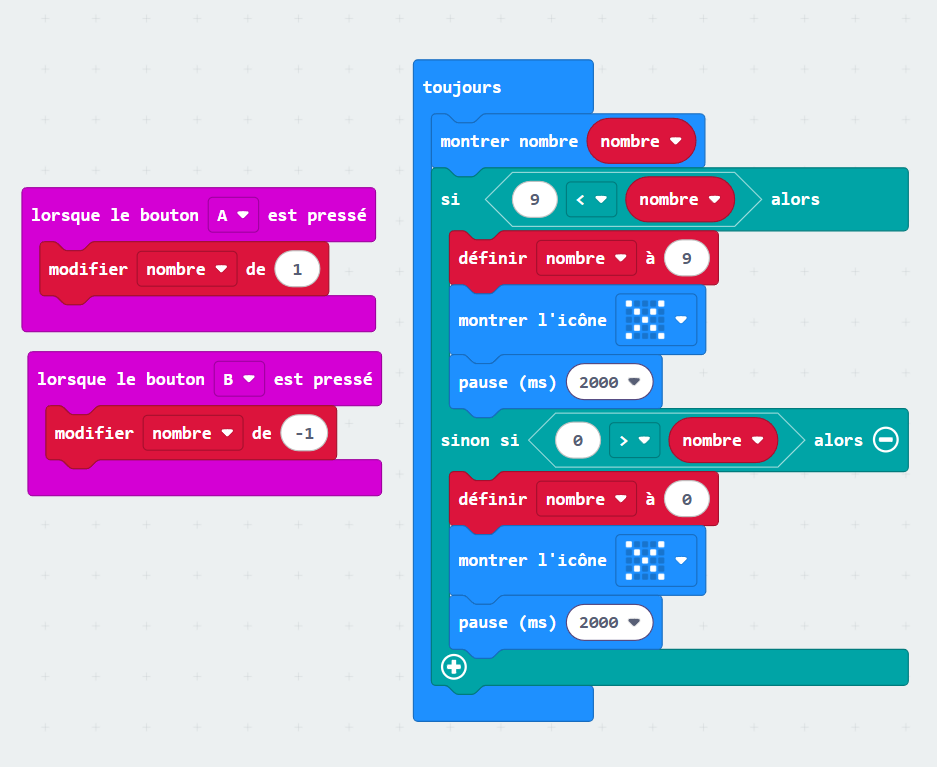 lorsque le bouton A est pressé
modifier nombre de 1
lorsque le bouton B est pressé
modifier nombre de -1
toujours
montrer nombre nombre
si 9 < nombre alors
définir nombre à 9
montrer l'icône
pause (ms) 2000
sinon si 0 > nombre alors
définir nombre à 0
montrer l'icône
pause (ms) 2000